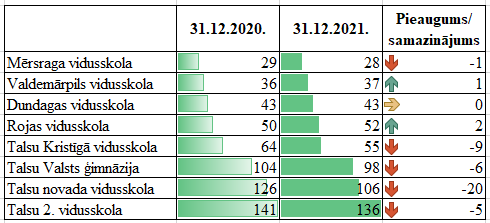 31.12.2020. 31.12.2021. Pieaugums/
samazinājums
Mērsraga vidusskola 29 28 -1
Valdemārpils vidusskola 36 37 1
Dundagas vidusskola 43 43 0
Rojas vidusskola 50 52 2
Talsu Kristīgā vidusskola 64 55 -9
Talsu Valsts ģimnāzija 104 98 -6
Talsu novada vidusskola 126 106 -20
Talsu 2. vidusskola 141 136 -5